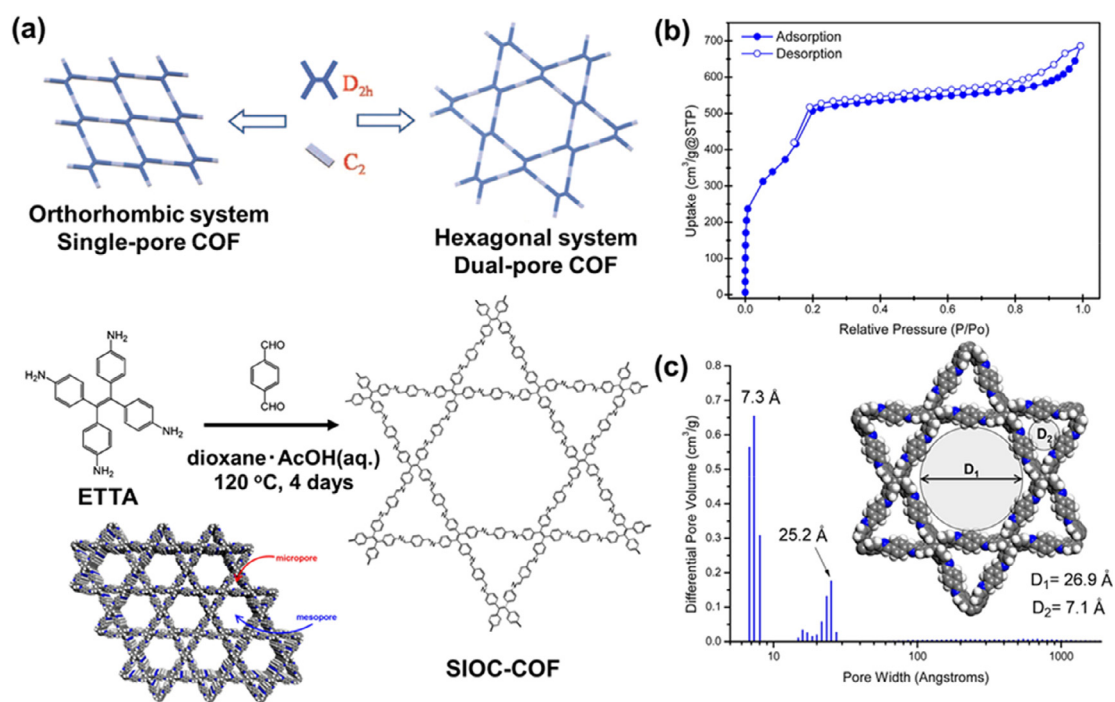 (a)
D2h
C2
Orthorhombic system
Single-pore COF
Hexagonal system
Dual-pore COF
NH2
H2N
NH2
NH2
ETTA
CHO
CHO
dioxane·AcOH(aq.)
120 °C, 4 days
micropore
mesopore
SIOC-COF
(b)
Adsorption
Desorption
Uptake (cm3/g@STP)
700
600
500
400
300
200
100
0
0.0 0.2 0.4 0.6 0.8 1.0
Relative Pressure (P/Po)
(c)
Differential Pore Volume (cm3/g)
0.8
0.7
0.6
0.5
0.4
0.3
0.2
0.1
0.0
7.3 Å
25.2 Å
D1
D2
D1= 26.9 Å
D2= 7.1 Å
10 100 1000
Pore Width (Angstroms)